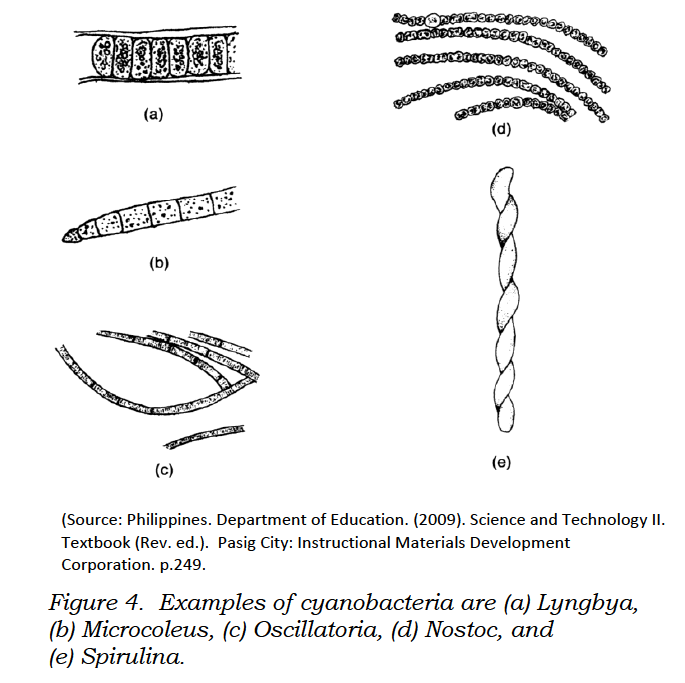 (a)
(d)
(b)
(c)
(e)
(Source: Philippines. Department of Education. (2009). Science and Technology II.
Textbook (Rev. ed.).  Pasig City: Instructional Materials Development
Corporation. p.249.
Figure 4.  Examples of cyanobacteria are (a) Lyngbya,
(b) Microcoleus, (c) Oscillatoria, (d) Nostoc, and
(e) Spirulina.